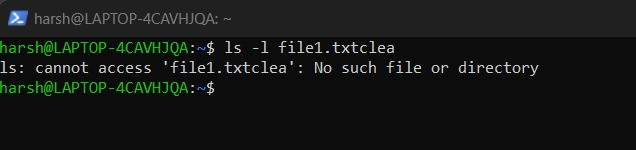 harsh@LAPTOP-4CAVHJQA: ~
harsh@LAPTOP-4CAVHJQA:~$ ls -l file1.txtclea
ls: cannot access 'file1.txtclea': No such file or directory
harsh@LAPTOP-4CAVHJQA:~$